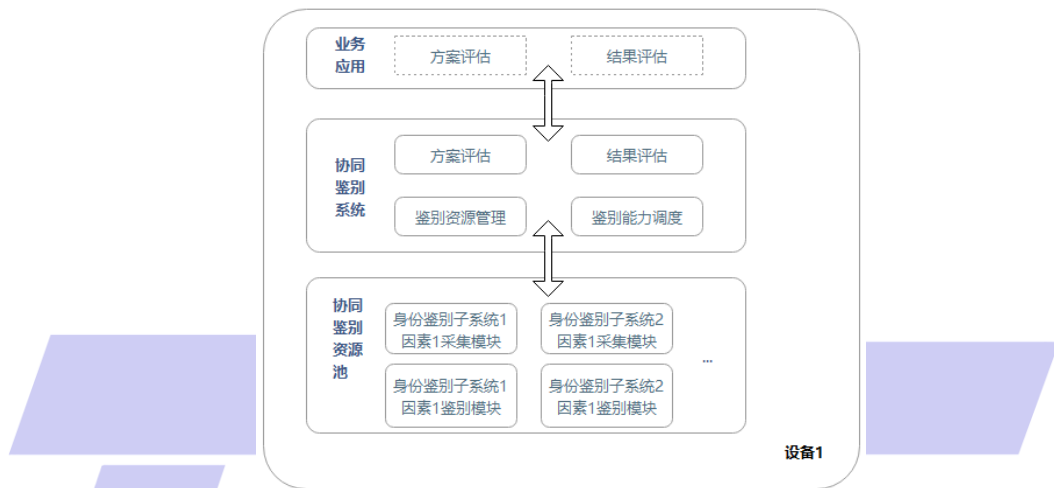 业务
应用
方案评估
结果评估
协同
鉴别
系统
方案评估
结果评估
鉴别资源管理
鉴别能力调度
协同
鉴别
资源
池
身份鉴别子系统1
因素1采集模块
身份鉴别子系统2
因素1采集模块
...
身份鉴别子系统1
因素1鉴别模块
身份鉴别子系统2
因素1鉴别模块
设备1